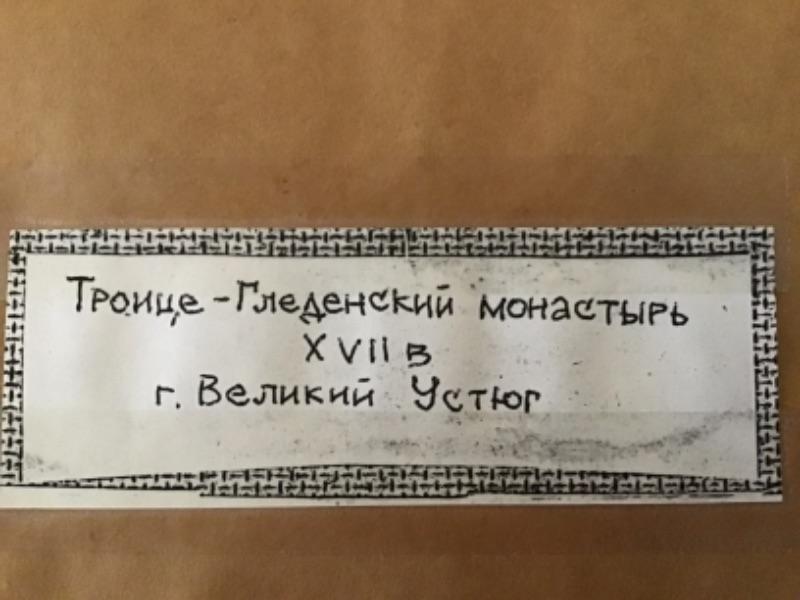 Троице-Гледенский монастырь
XVII в
г. Великий Устюг